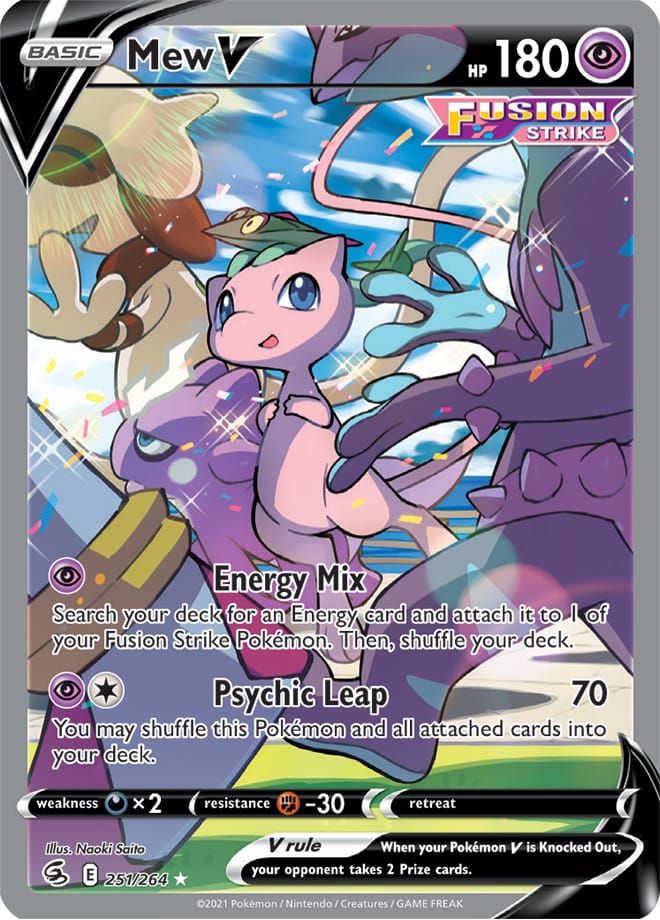 BASIC Mew V HP 180
FUSION
STRIKE
Energy Mix
Search your deck for an Energy card and attach it to 1 of
your Fusion Strike Pokémon. Then, shuffle your deck.
Psychic Leap 70
You may shuffle this Pokémon and all attached cards into
your deck.
weakness ×2 resistance -30 retreat
Illus. Naoki Saito
E 251/264 ★
V rule When your Pokémon V is Knocked Out,
your opponent takes 2 Prize cards.
©2021 Pokémon / Nintendo / Creatures / GAME FREAK